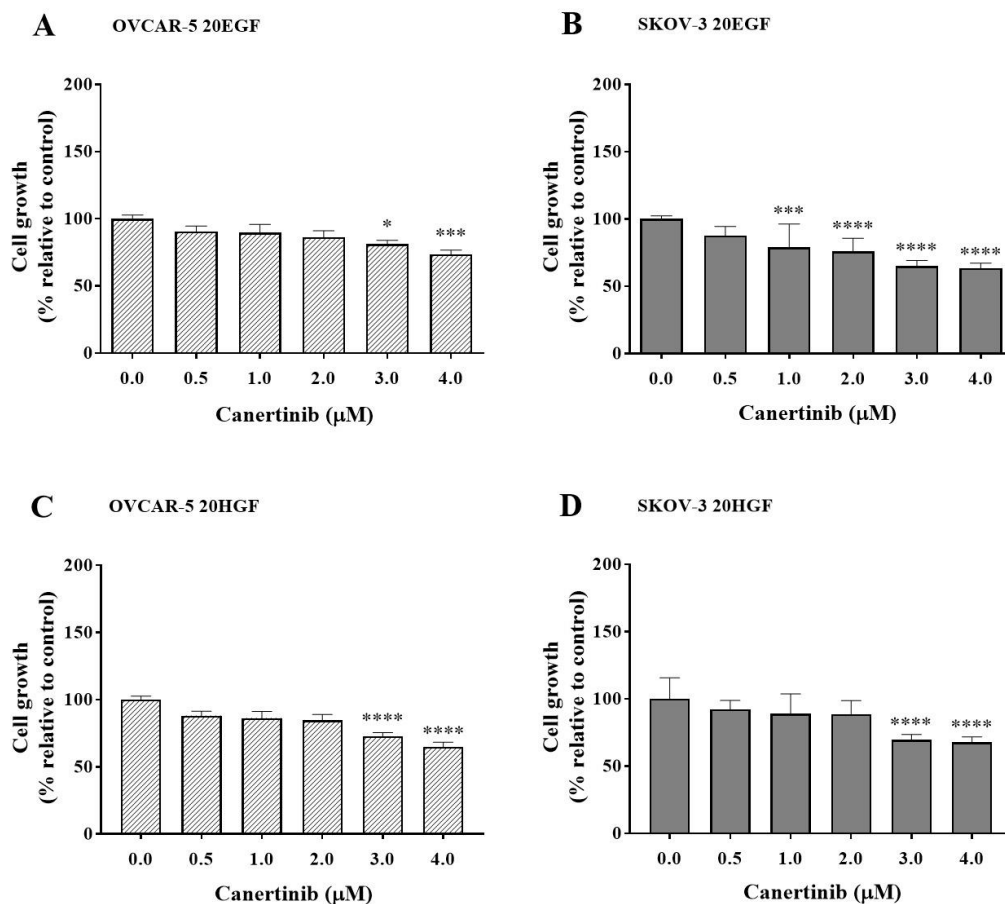 A OVCAR-5 20EGF
200
150
100
50
0
Cell growth
(% relative to control)
* ***
0.0 0.5 1.0 2.0 3.0 4.0
Canertinib (μM)
B SKOV-3 20EGF
200
150
100
50
0
Cell growth
(% relative to control)
*** **** **** ****
0.0 0.5 1.0 2.0 3.0 4.0
Canertinib (μM)
C OVCAR-5 20HGF
200
150
100
50
0
Cell growth
(% relative to control)
**** ****
0.0 0.5 1.0 2.0 3.0 4.0
Canertinib (μM)
D SKOV-3 20HGF
200
150
100
50
0
Cell growth
(% relative to control)
**** ****
0.0 0.5 1.0 2.0 3.0 4.0
Canertinib (μM)